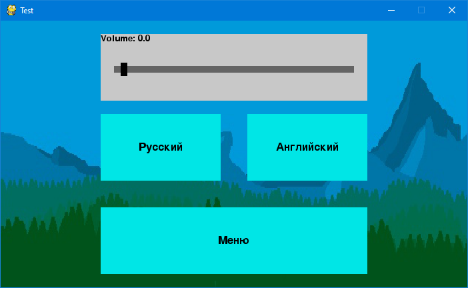 Test
Volume: 0.0
Русский
Английский
Меню